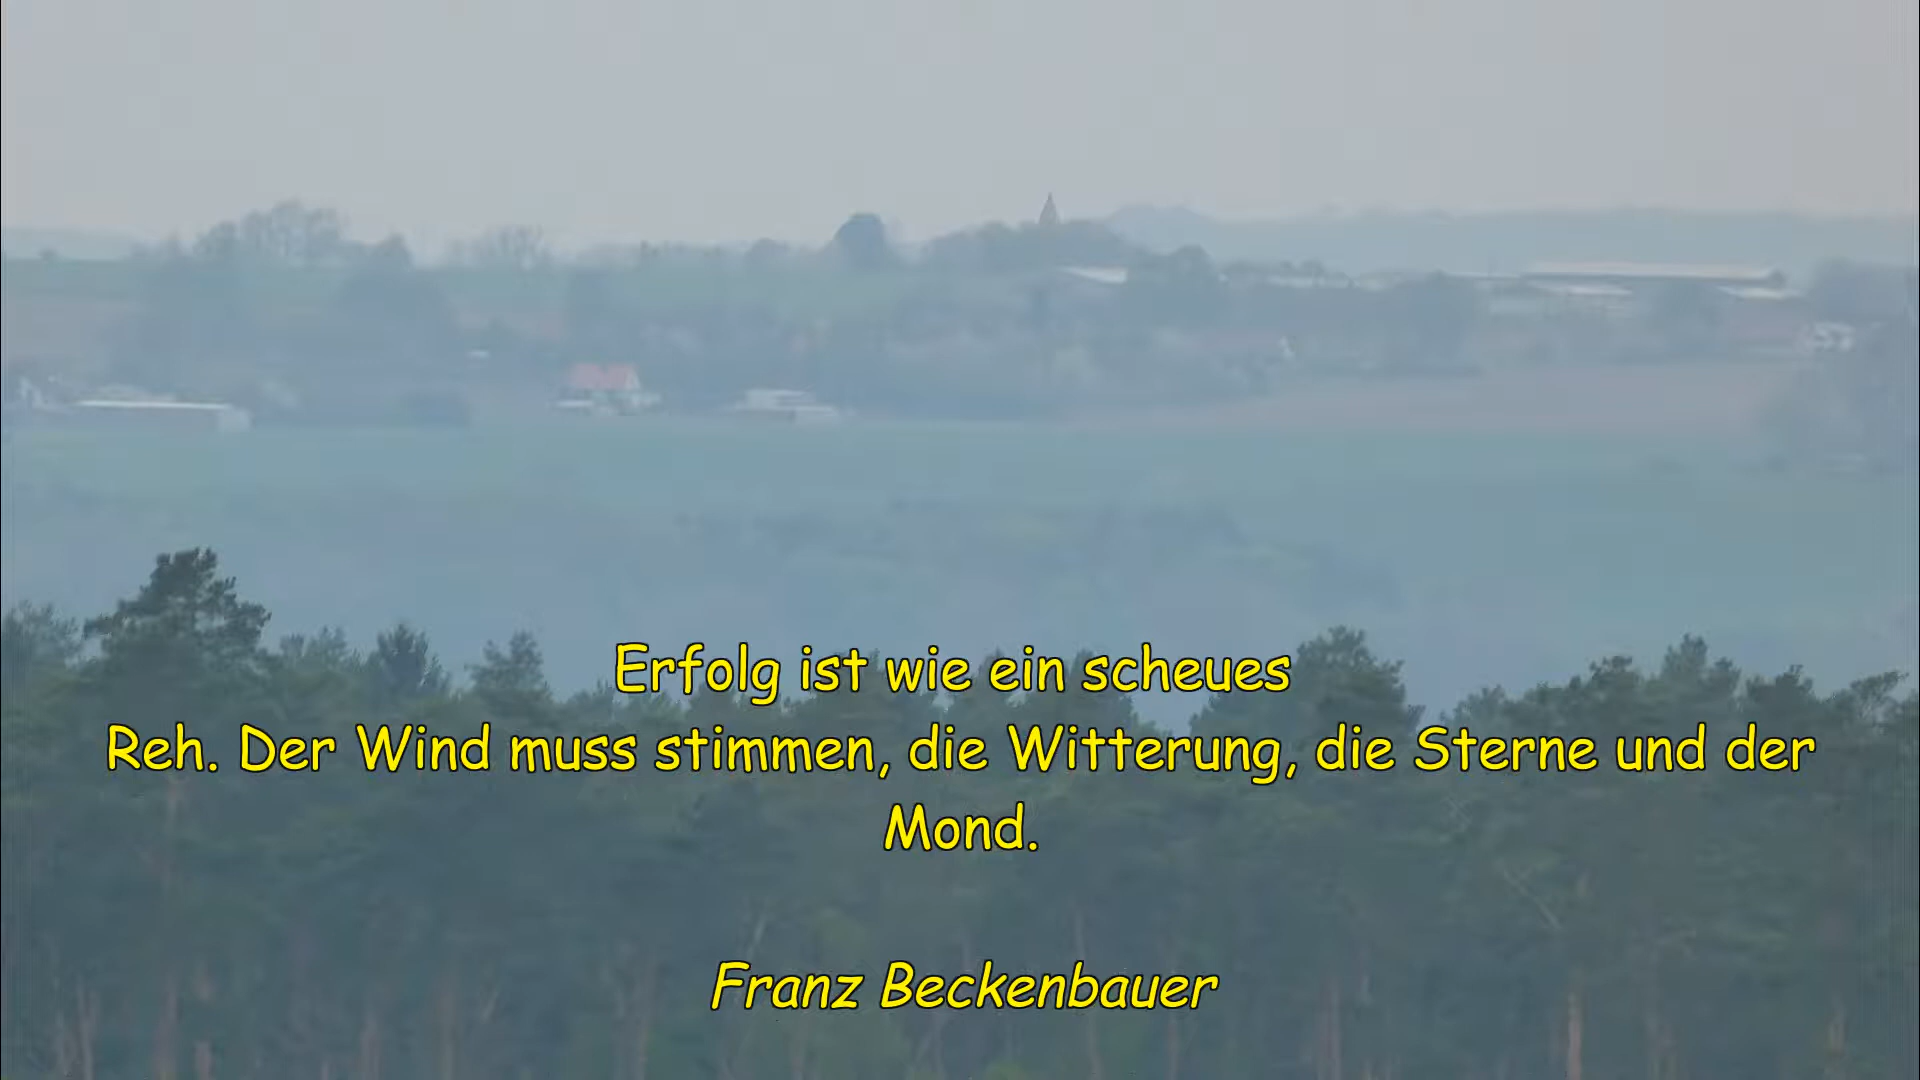 Erfolg ist wie ein scheues
Reh. Der Wind muss stimmen, die Witterung, die Sterne und der
Mond.
Franz Beckenbauer